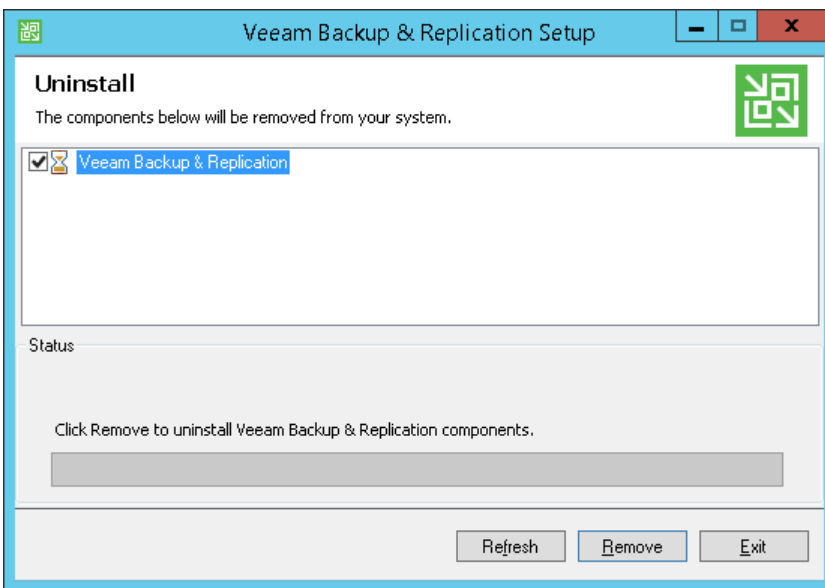 Veeam Backup & Replication Setup
Uninstall
The components below will be removed from your system.
Veeam Backup & Replication
Status
Click Remove to uninstall Veeam Backup & Replication components.
Refresh Remove Exit